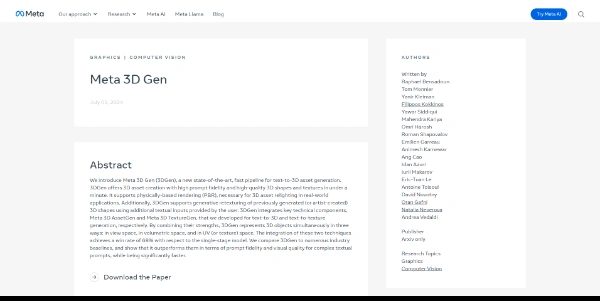 Meta
Our approach
Research
Meta AI
Meta Llama
Blog
Try Meta AI
GRAPHICS | COMPUTER VISION
Meta 3D Gen
July 02, 2024
Abstract
We introduce Meta 3D Gen (3DGen), a new state-of-the-art, fast pipeline for text-to-3D asset generation.
3DGen offers 3D asset creation with high prompt fidelity and high-quality 3D shapes and textures in under a
minute. It supports physically-based rendering (PBR), necessary for 3D asset relighting in real-world
applications. Additionally, 3DGen supports generative retexturing of previously generated (or artist-created)
3D shapes using additional textual inputs provided by the user. 3DGen integrates key technical components,
Meta 3D AssetGen and Meta 3D TextureGen, that we developed for text-to-3D and text-to-texture
generation, respectively. By combining their strengths, 3DGen represents 3D objects simultaneously in three
ways: in view space, in volumetric space, and in UV (or texture) space. The integration of these two techniques
achieves a win rate of 68% with respect to the single-stage model. We compare 3DGen to numerous industry
baselines, and show that it outperforms them in terms of prompt fidelity and visual quality for complex textual
prompts, while being significantly faster.
Download the Paper
AUTHORS
Written by
Raphael Bensadoun
Tom Monnier
Yanir Kleiman
Filippos Kokkinos
Yawar Siddiqui
Mahendra Kariya
Omri Harosh
Roman Shapovalov
Emilien Garreau
Animesh Karnewar
Ang Cao
Idan Azuri
Iurii Makarov
Eric-Tuan Le
Antoine Toisoul
David Novotny
Oran Gafni
Natalia Neverova
Andrea Vedaldi
Publisher
Arxiv only
Research Topics
Graphics
Computer Vision